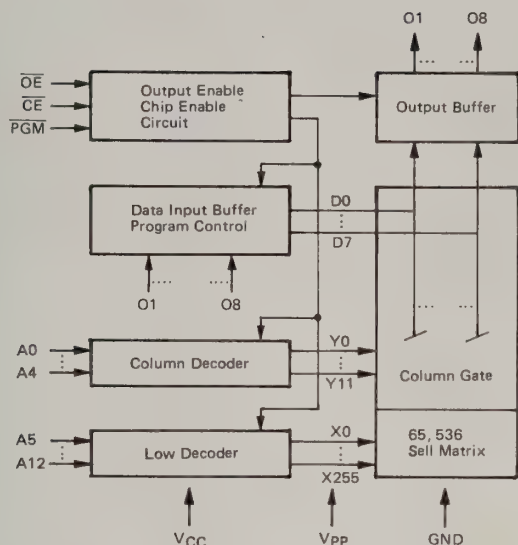 O1 O8
OE
CE
PGM
Output Enable
Chip Enable
Circuit
Output Buffer
Data Input Buffer
Program Control
D0
D7
O1 O8
A0
A4
Column Decoder
Y0
Y11
Column Gate
A5
A12
Low Decoder
X0
X255
65, 536
Sell Matrix
VCC
VPP
GND